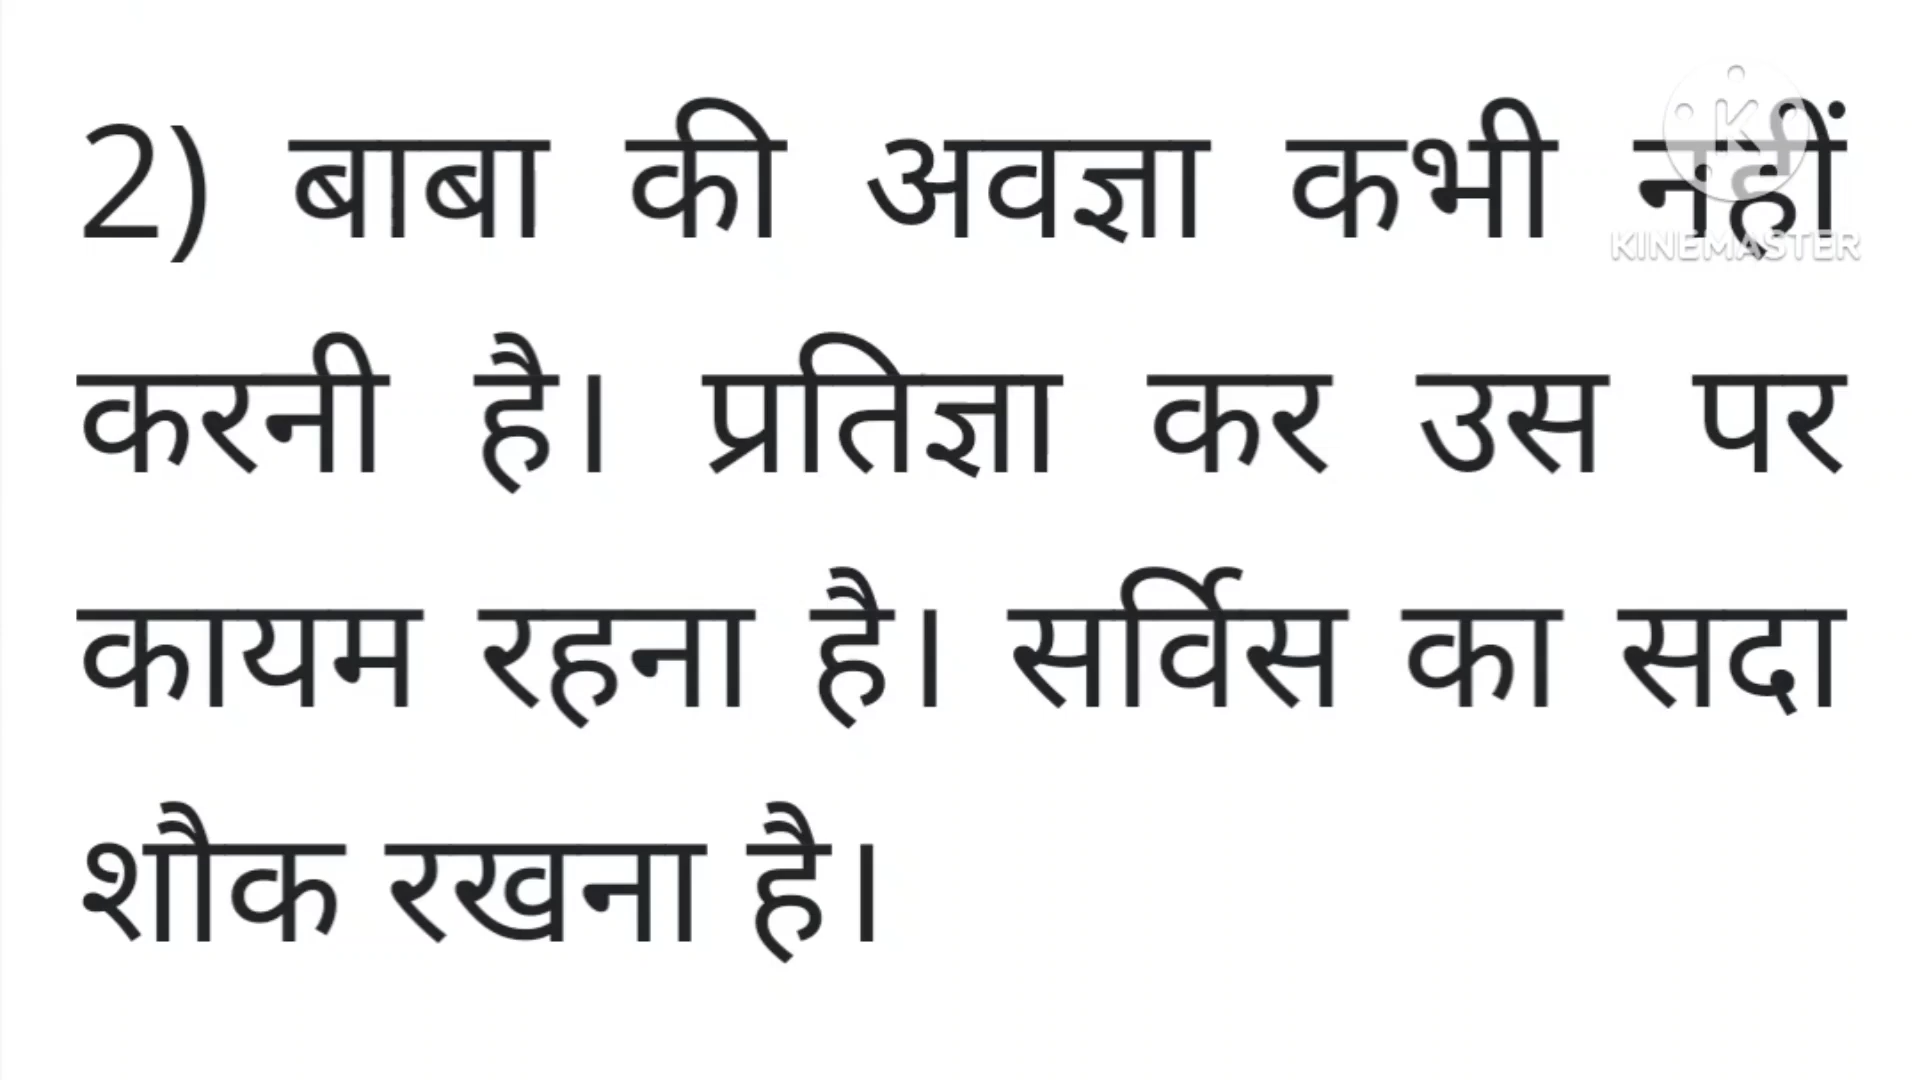 2) बाबा की अवज्ञा कभी नहीं
KINEMASTER
करनी है। प्रतिज्ञा कर उस पर
कायम रहना है। सर्विस का सदा
शौक रखना है।